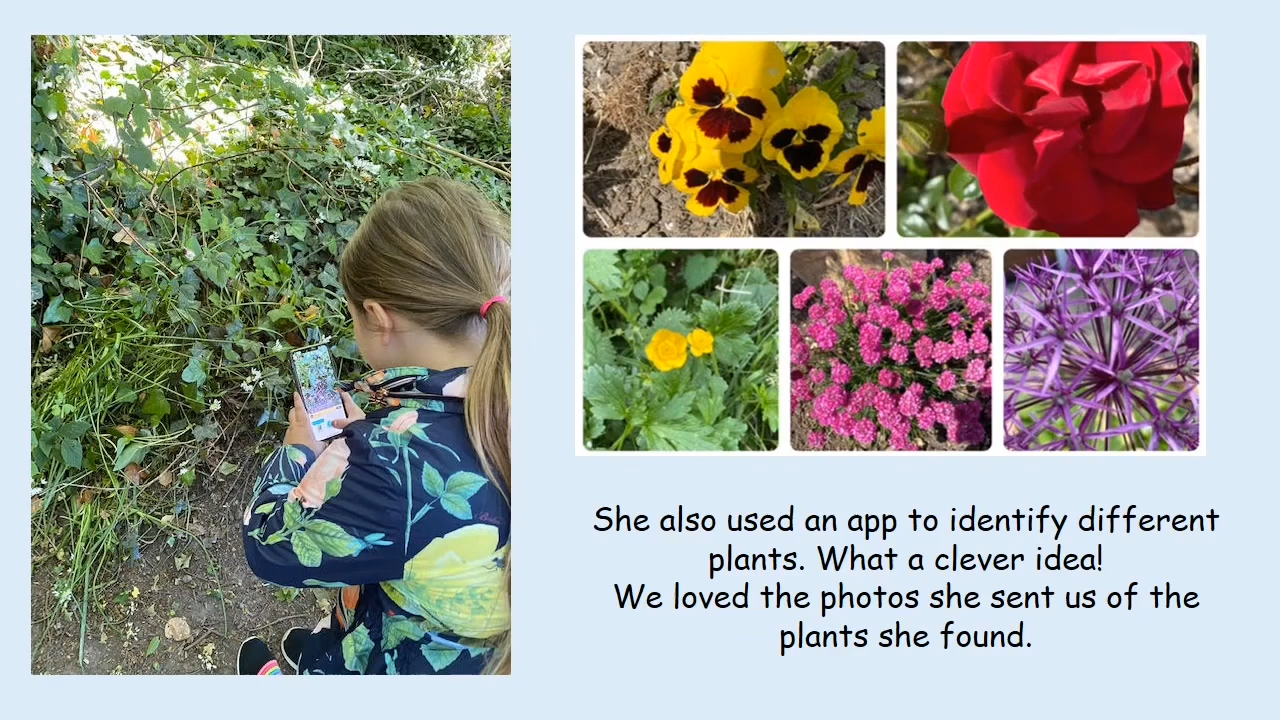 She also used an app to identify different
plants. What a clever idea!
We loved the photos she sent us of the
plants she found.